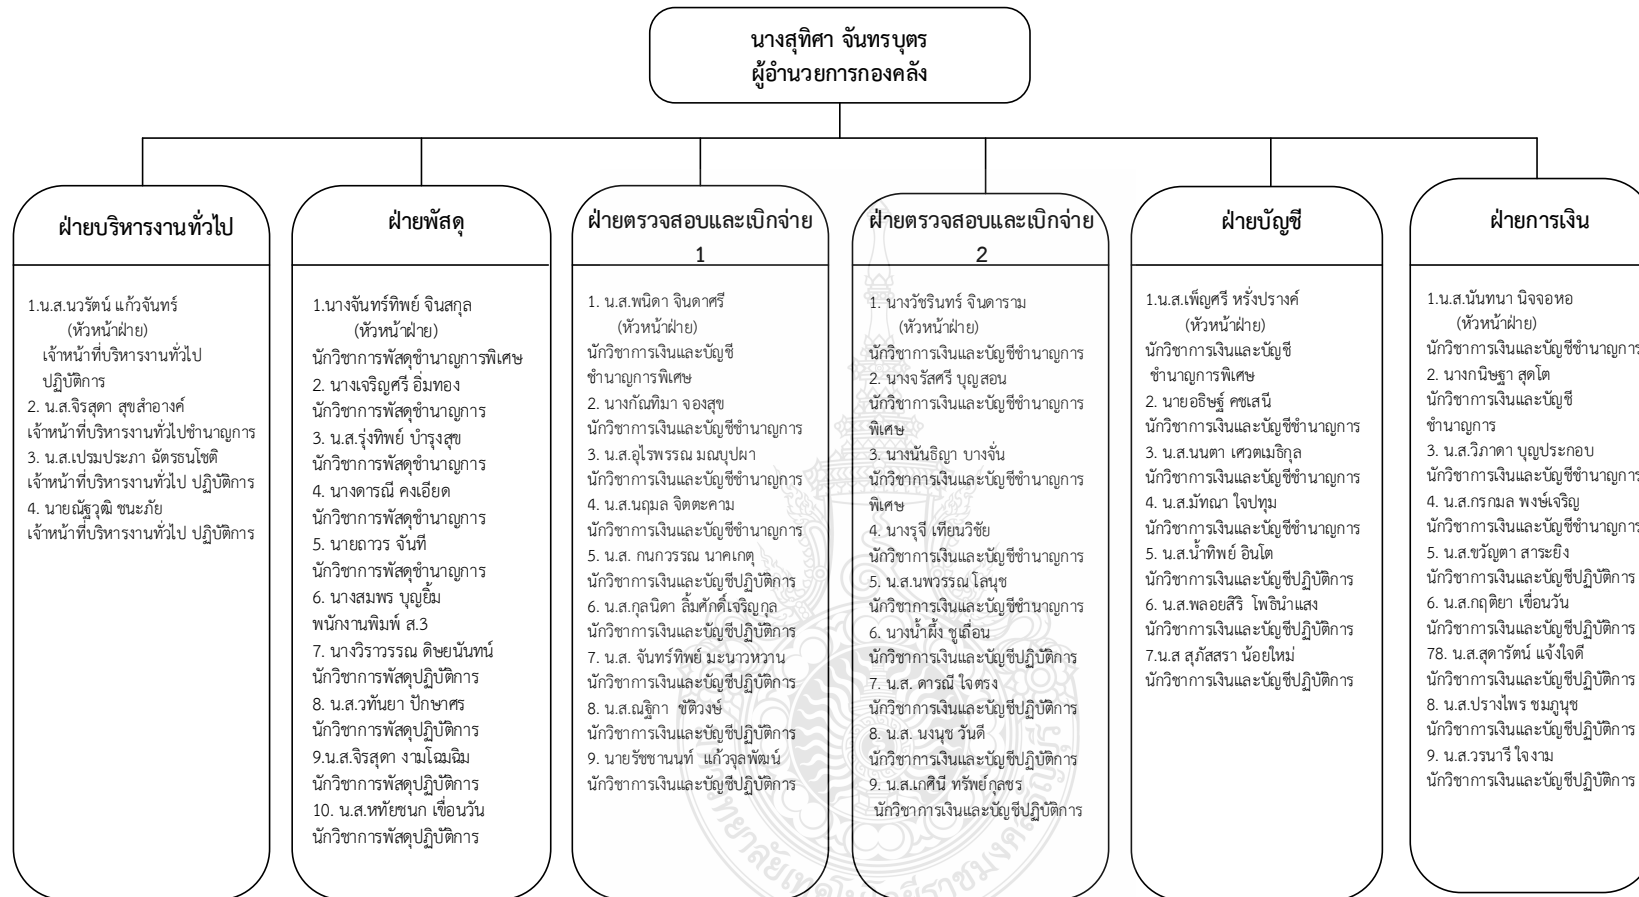 นางสุทิศา จันทรบุตร
ผู้อำนวยการกองคลัง
ฝ่ายบริหารงานทั่วไป
1.น.ส.นวรัตน์ แก้วจันทร์
(หัวหน้าฝ่าย)
เจ้าหน้าที่บริหารงานทั่วไป
ปฏิบัติการ
2. น.ส.จิรสุดา สุขสำอางค์
เจ้าหน้าที่บริหารงานทั่วไปชำนาญการ
3. น.ส.เปรมประภา ฉัตรธนโชติ
เจ้าหน้าที่บริหารงานทั่วไป ปฏิบัติการ
4. นายณัฐวุฒิ ชนะภัย
เจ้าหน้าที่บริหารงานทั่วไป ปฏิบัติการ
ฝ่ายพัสดุ
1.นางจันทร์ทิพย์ จินสกุล
(หัวหน้าฝ่าย)
นักวิชาการพัสดุชำนาญการพิเศษ
2. นางเจริญศรี อิ่มทอง
นักวิชาการพัสดุชำนาญการ
3. น.ส.รุ่งทิพย์ บำรุงสุข
นักวิชาการพัสดุชำนาญการ
4. นางดารณี คงเอียด
นักวิชาการพัสดุชำนาญการ
5. นายถาวร จันที
นักวิชาการพัสดุชำนาญการ
6. นางสมพร บุญยิ้ม
พนักงานพิมพ์ ส.3
7. นางวิราวรรณ ดิษยนันทน์
นักวิชาการพัสดุปฏิบัติการ
8. น.ส.วทันยา ปักษาศร
นักวิชาการพัสดุปฏิบัติการ
9.น.ส.จิรสุดา งามโฉมฉิม
นักวิชาการพัสดุปฏิบัติการ
10. น.ส.หทัยชนก เขื่อนวัน
นักวิชาการพัสดุปฏิบัติการ
ฝ่ายตรวจสอบและเบิกจ่าย
1
1. น.ส.พนิดา จินดาศรี
(หัวหน้าฝ่าย)
นักวิชาการเงินและบัญชี
ชำนาญการพิเศษ
2. นางกัณทิมา จองสุข
นักวิชาการเงินและบัญชีชำนาญการ
3. น.ส.อุไรพรรณ มณบุปผา
นักวิชาการเงินและบัญชีชำนาญการ
4. น.ส.นฤมล จิตตะคาม
นักวิชาการเงินและบัญชีชำนาญการ
5. น.ส. กนกวรรณ นาคเกตุ
นักวิชาการเงินและบัญชีปฏิบัติการ
6. น.ส.กุลนิดา ลิ้มศักดิ์เจริญกุล
นักวิชาการเงินและบัญชีปฏิบัติการ
7. น.ส. จันทร์ทิพย์ มะนาวหวาน
นักวิชาการเงินและบัญชีปฏิบัติการ
8. น.ส.ณฐิกา ชัติวงษ์
นักวิชาการเงินและบัญชีปฏิบัติการ
9. นายรัชชานนท์ แก้วจุลพัฒน์
นักวิชาการเงินและบัญชีปฏิบัติการ
ฝ่ายตรวจสอบและเบิกจ่าย
2
1. นางวัชรินทร์ จินดาราม
(หัวหน้าฝ่าย)
นักวิชาการเงินและบัญชีชำนาญการ
2. นางจรัสศรี บุญสอน
นักวิชาการเงินและบัญชีชำนาญการ
พิเศษ
3. นางนันธิญา บางจั่น
นักวิชาการเงินและบัญชีชำนาญการ
พิเศษ
4. นางรุจี เทียนวิชัย
นักวิชาการเงินและบัญชีชำนาญการ
5. น.ส.นพวรรณ โลนุช
นักวิชาการเงินและบัญชีชำนาญการ
6. นางน้ำผึ้ง ชูเถื่อน
นักวิชาการเงินและบัญชีปฏิบัติการ
7. น.ส. ดารณี ใจตรง
นักวิชาการเงินและบัญชีปฏิบัติการ
8. น.ส. นงนุช วันดี
นักวิชาการเงินและบัญชีปฏิบัติการ
9. น.ส.เกศินี ทรัพย์กุลชร
นักวิชาการเงินและบัญชีปฏิบัติการ
ฝ่ายบัญชี
1.น.ส.เพ็ญศรี หรั่งปรางค์
(หัวหน้าฝ่าย)
นักวิชาการเงินและบัญชี
ชำนาญการพิเศษ
2. นายอธิษฐ์ คชเสนี
นักวิชาการเงินและบัญชีชำนาญการ
3. น.ส.นนตา เศวตเมธิกุล
นักวิชาการเงินและบัญชีชำนาญการ
4. น.ส.มัทณา ใจปทุม
นักวิชาการเงินและบัญชีชำนาญการ
5. น.ส.น้ำทิพย์ อินโต
นักวิชาการเงินและบัญชีปฏิบัติการ
6. น.ส.พลอยสิริ โพธินำแสง
นักวิชาการเงินและบัญชีปฏิบัติการ
7.น.ส สุภัสสรา น้อยใหม่
นักวิชาการเงินและบัญชีปฏิบัติการ
ฝ่ายการเงิน
1.น.ส.นันทนา นิจจอหอ
(หัวหน้าฝ่าย)
นักวิชาการเงินและบัญชีชำนาญการ
2. นางกนิษฐา สุดโต
นักวิชาการเงินและบัญชี
ชำนาญการ
3. น.ส.วิภาดา บุญประกอบ
นักวิชาการเงินและบัญชีชำนาญการ
4. น.ส.กรกมล พงษ์เจริญ
นักวิชาการเงินและบัญชีชำนาญการ
5. น.ส.ขวัญตา สาระยิง
นักวิชาการเงินและบัญชีปฏิบัติการ
6. น.ส.กฤติยา เขื่อนวัน
นักวิชาการเงินและบัญชีปฏิบัติการ
78. น.ส.สุดารัตน์ แจ้งใจดี
นักวิชาการเงินและบัญชีปฏิบัติการ
8. น.ส.ปรางไพร ชมภูนุช
นักวิชาการเงินและบัญชีปฏิบัติการ
9. น.ส.วรนารี ใจงาม
นักวิชาการเงินและบัญชีปฏิบัติการ